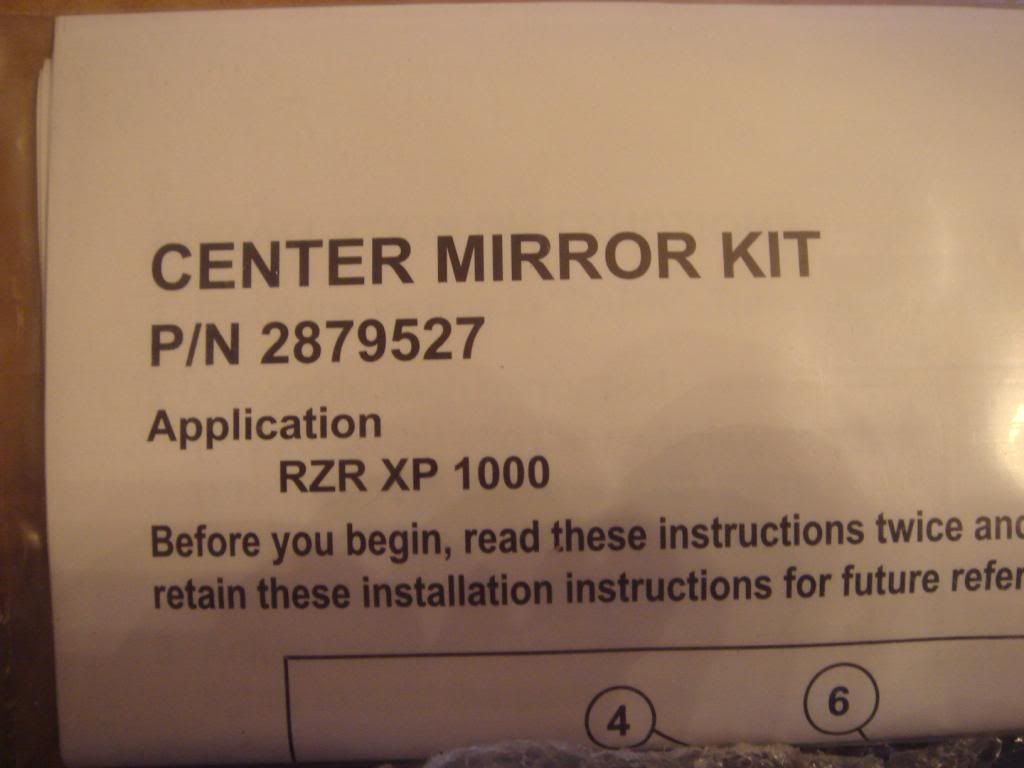 CENTER MIRROR KIT
P/N 2879527
Application
RZR XP 1000
Before you begin, read these instructions twice and
retain these installation instructions for future
4 6